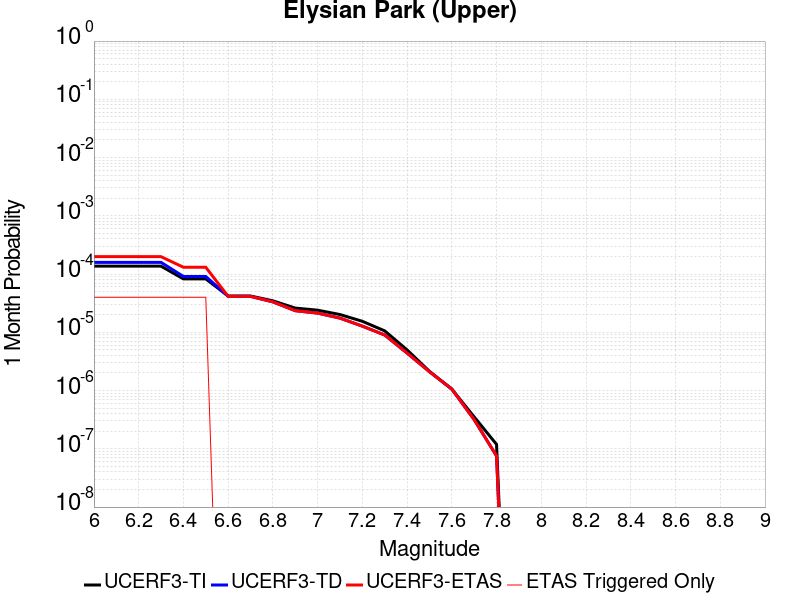 Elysian Park (Upper)
10^0
10^-1
10^-2
10^-3
10^-4
10^-5
10^-6
10^-7
10^-8
1 Month Probability
6 6.2 6.4 6.6 6.8 7 7.2 7.4 7.6 7.8 8 8.2 8.4 8.6 8.8 9
Magnitude
UCERF3-TI UCERF3-TD UCERF3-ETAS ETAS Triggered Only